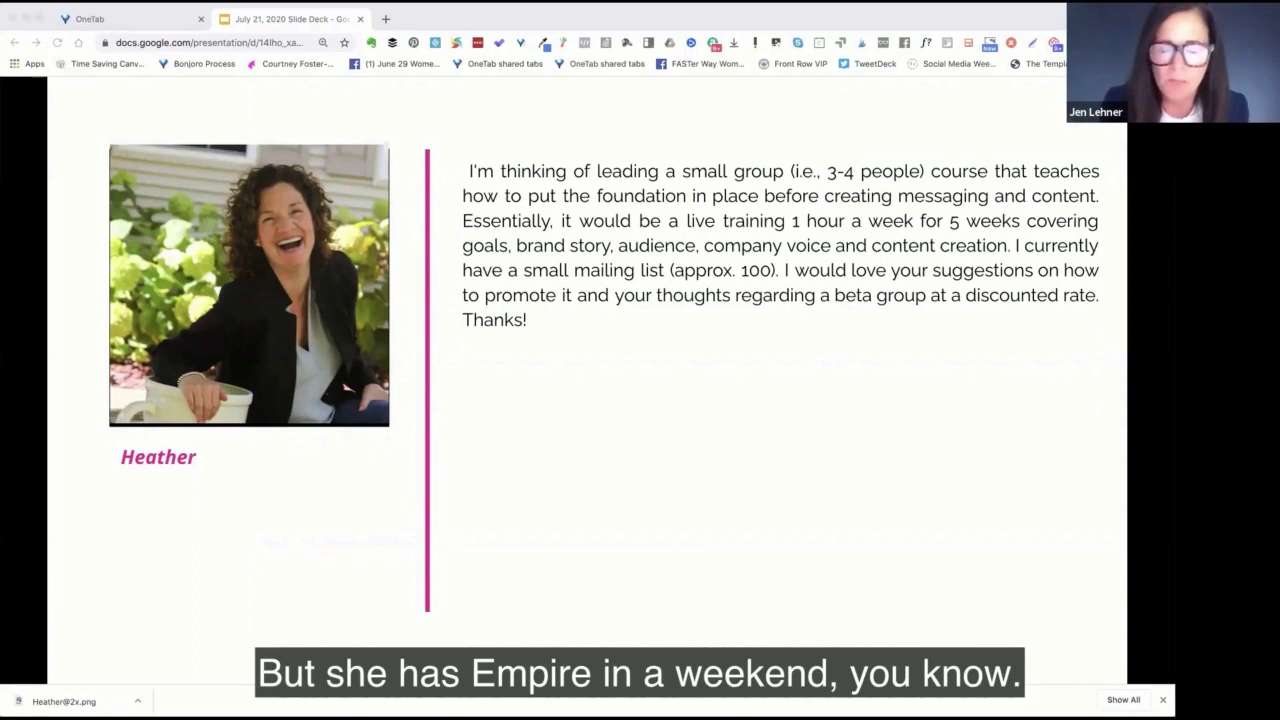 OneTab
July 21, 2020 Slide Deck - Goo
docs.google.com/presentation/d/14lho_xa...
Apps
Time Saving Canv...
Bonjoro Process
Courtney Foster-...
(1) June 29 Wome...
OneTab shared tabs
OneTab shared tabs
FASTer Way Wom...
Front Row VIP
TweetDeck
Social Media Wee...
The Templ
Jen Lehner
I'm thinking of leading a small group (i.e., 3-4 people) course that teaches
how to put the foundation in place before creating messaging and content.
Essentially, it would be a live training 1 hour a week for 5 weeks covering
goals, brand story, audience, company voice and content creation. I currently
have a small mailing list (approx. 100). I would love your suggestions on how
to promote it and your thoughts regarding a beta group at a discounted rate.
Thanks!
Heather
But she has Empire in a weekend, you know.
Heather@2x.png
Show All